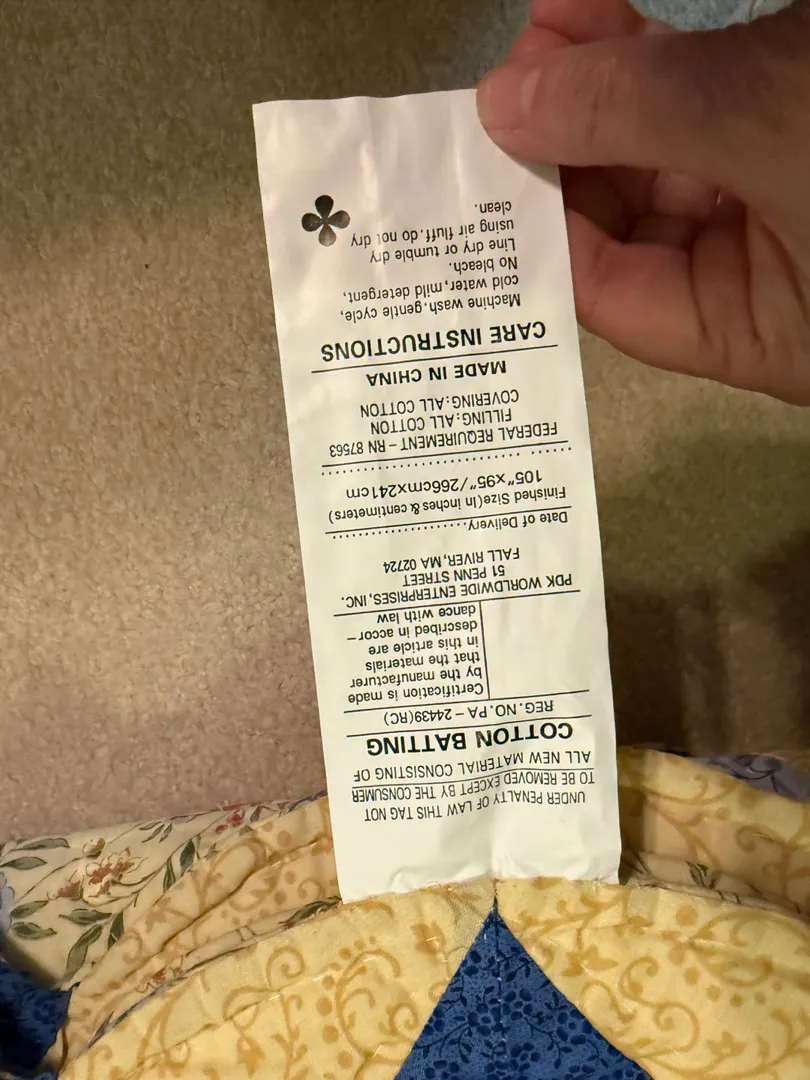 UNDER PENALTY OF LAW THIS TAG NOT
TO BE REMOVED EXCEPT BY THE CONSUMER
ALL NEW MATERIAL CONSISTING OF
COTTON BATTING
REG.NO.PA-24439(RC)
Certification is made
by the manufacturer
that the materials
in this article are
described in accor-
dance with law
PDK WORLDWIDE ENTERPRISES,INC.
51 PENN STREET
FALL RIVER,MA 02724
Date of Delivery......................
Finished Size(In inches & centimeters)
105"x95"/266cmx241cm
FEDERAL REQUIREMENT-RN 87563
FILLING:ALL COTTON
COVERING:ALL COTTON
MADE IN CHINA
CARE INSTRUCTIONS
Machine wash,gentle cycle,
cold water,mild detergent,
No bleach.
Line dry or tumble dry
using air fluff.do not dry
clean.